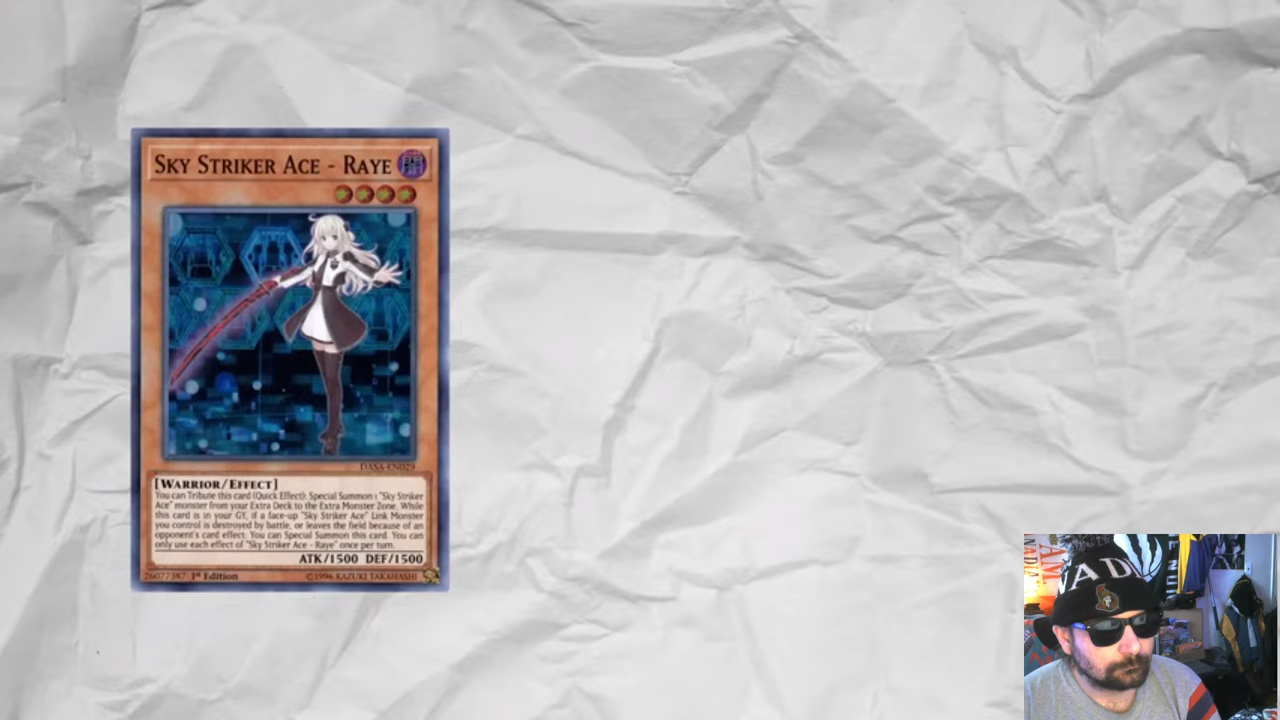 SKY STRIKER ACE - RAYE
DASA-EN029
[WARRIOR/EFFECT]
You can Tribute this card (Quick Effect): Special Summon 1 "Sky Striker
Ace" monster from your Extra Deck to the Extra Monster Zone. While
this card is in your GY, if a face-up "Sky Striker Ace" Link Monster
you control is destroyed by battle, or leaves the field because of an
opponent's card effect: You can Special Summon this card. You can
only use each effect of "Sky Striker Ace - Raye" once per turn.
ATK/1500 DEF/1500
26077387 1st Edition ©1996 KAZUKI TAKAHASHI
NAD